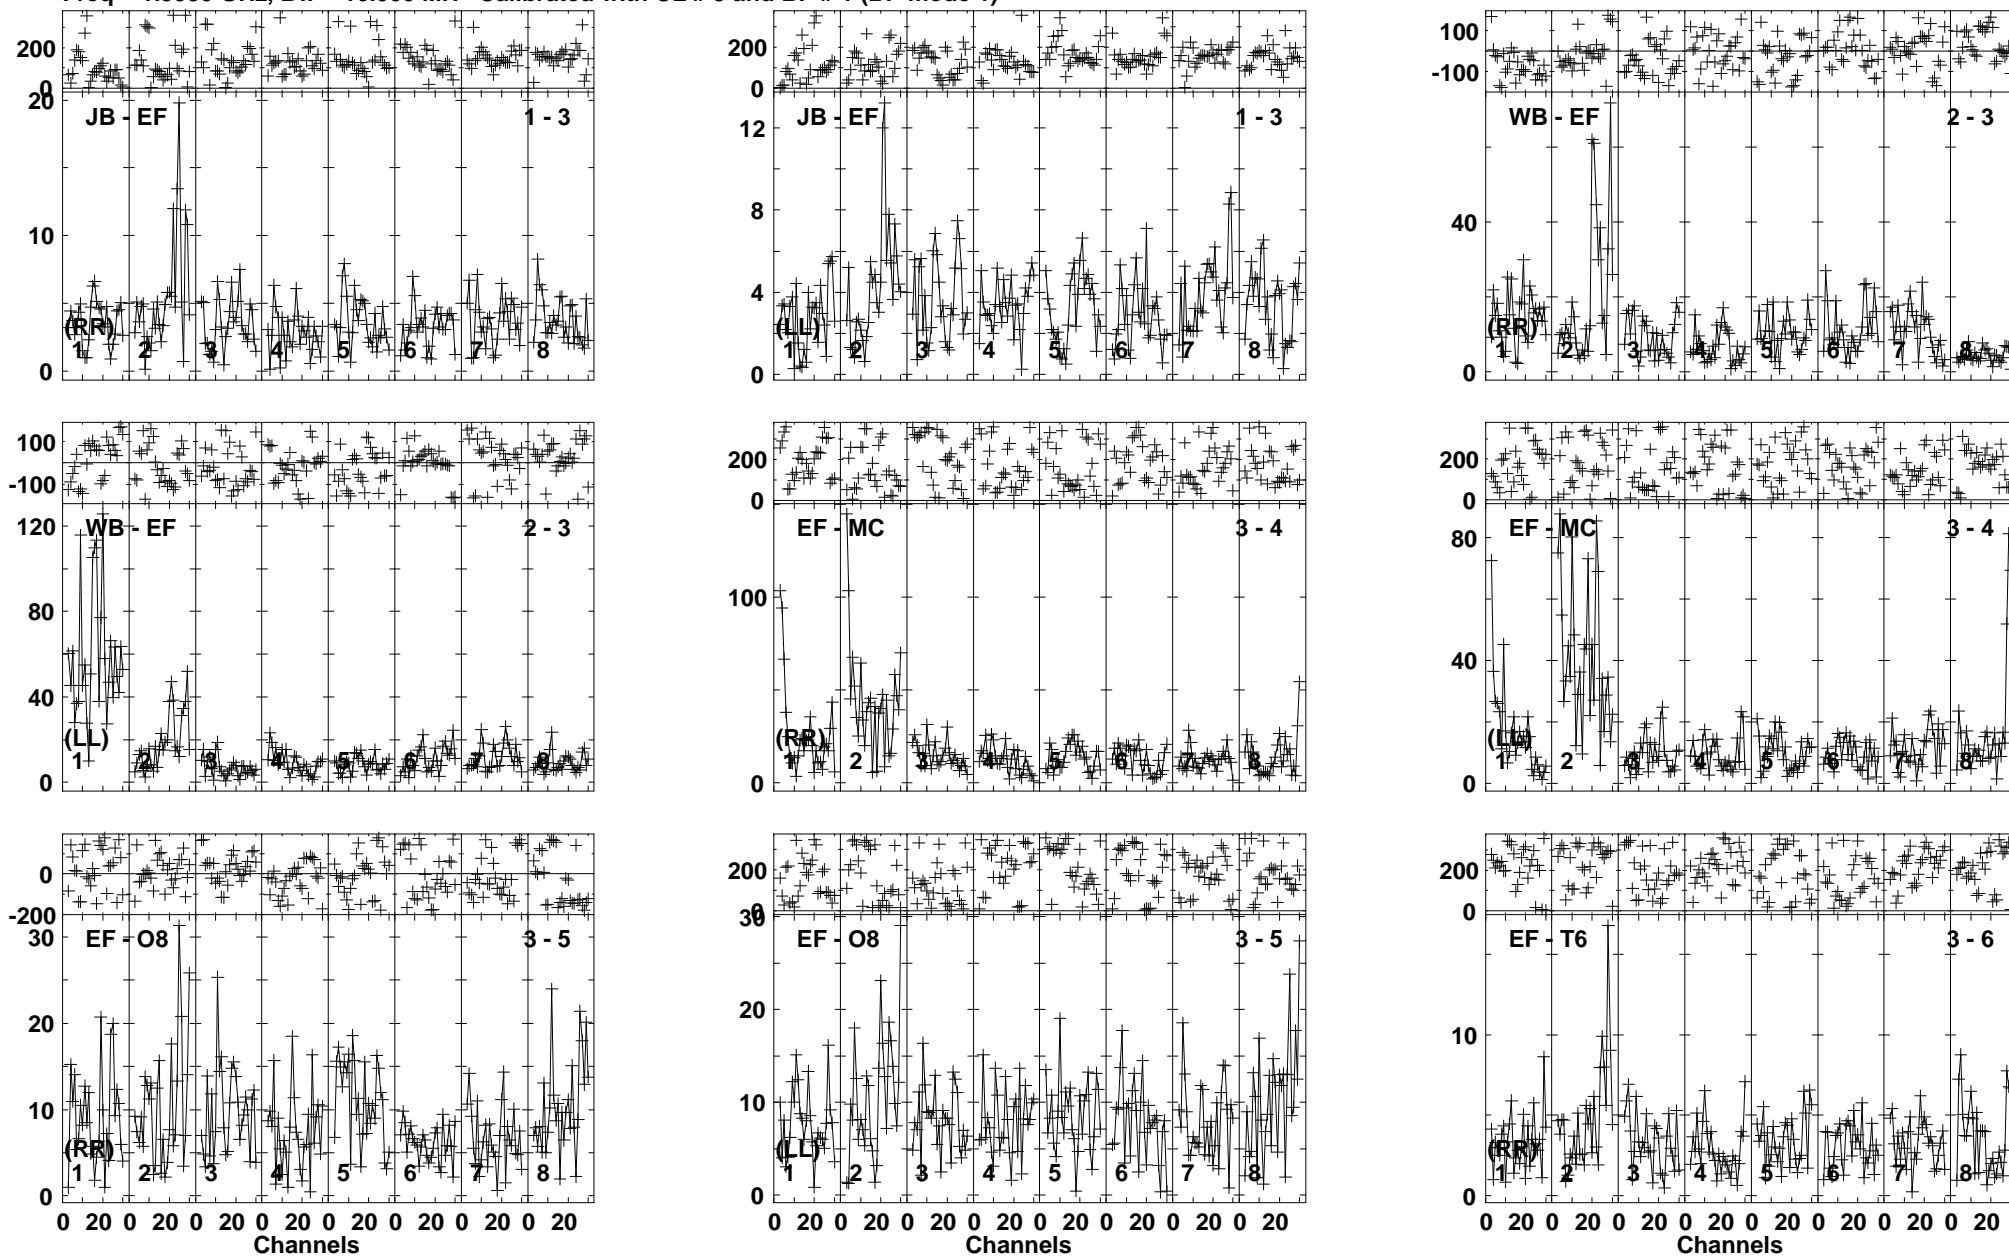 200 0 200 0 100 -100
20 10 0 JB - EF 1 - 3 (RR) 1 2 3 4 5 6 7 8
12 8 4 0 JB - EF 1 - 3 (LL) 1 2 3 4 5 6 7 8
40 0 WB - EF 2 - 3 (RR) 1 2 3 4 5 6 7 8
100 -100 200 0 200 0
120 80 40 0 WB - EF 2 - 3 (LL) 1 2 3 4 5 6 7 8
100 0 EF - MC 3 - 4 (RR) 1 2 3 4 5 6 7 8
80 40 0 EF - MC 3 - 4 (LL) 1 2 3 4 5 6 7 8
0 -200 200 0 200 0
30 20 10 0 EF - O8 3 - 5 (RR) 1 2 3 4 5 6 7 8
30 20 10 0 EF - O8 3 - 5 (LL) 1 2 3 4 5 6 7 8
10 0 EF - T6 3 - 6 (RR) 1 2 3 4 5 6 7 8
0 20 0 20 0 20 0 20 0 20 0 20 0 20 0 20
0 20 0 20 0 20 0 20 0 20 0 20 0 20 0 20
0 20 0 20 0 20 0 20 0 20 0 20 0 20 0 20
Channels Channels Channels